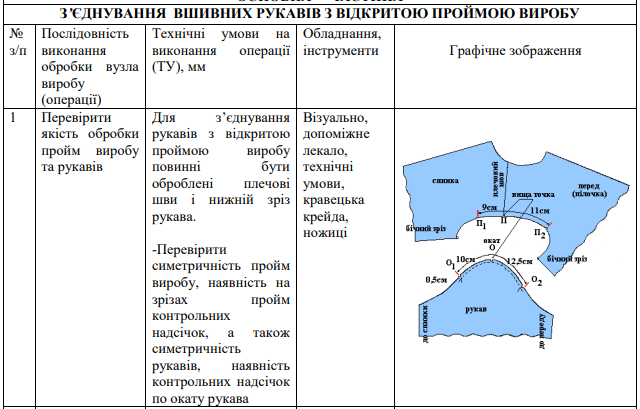 З’ЄДНУВАННЯ ВШИВНИХ РУКАВІВ З ВІДКРИТОЮ ПРОЙМОЮ ВИРОБУ
№
з/п
Послідовність
виконання
обробки вузла
виробу
(операції)
Технічні умови на
виконання операції
(ТУ), мм
Обладнання,
інструменти
Графічне зображення
1
Перевірити
якість обробки
пройм виробу
та рукавів
Для з’єднування
рукавів з відкритою
проймою виробу
повинні бути
оброблені плечові
шви і нижній зріз
рукава.
-Перевірити
симетричність пройм
виробу, наявність на
зрізах пройм
контрольних
надсічок, а також
симетричність
рукавів, наявність
контрольних надсічок
по окату рукава
Візуально,
допоміжне
лекало,
технічні
умови,
кравецька
крейда,
ножиці
спинка
плечовий
шов
перед
(пілочка)
вища точка
9см
11см
П1
П
П2
бічний зріз
окат
О
бічний зріз
О1
10см
12,5см
О2
0,5см
рукав
до спинки
до переду